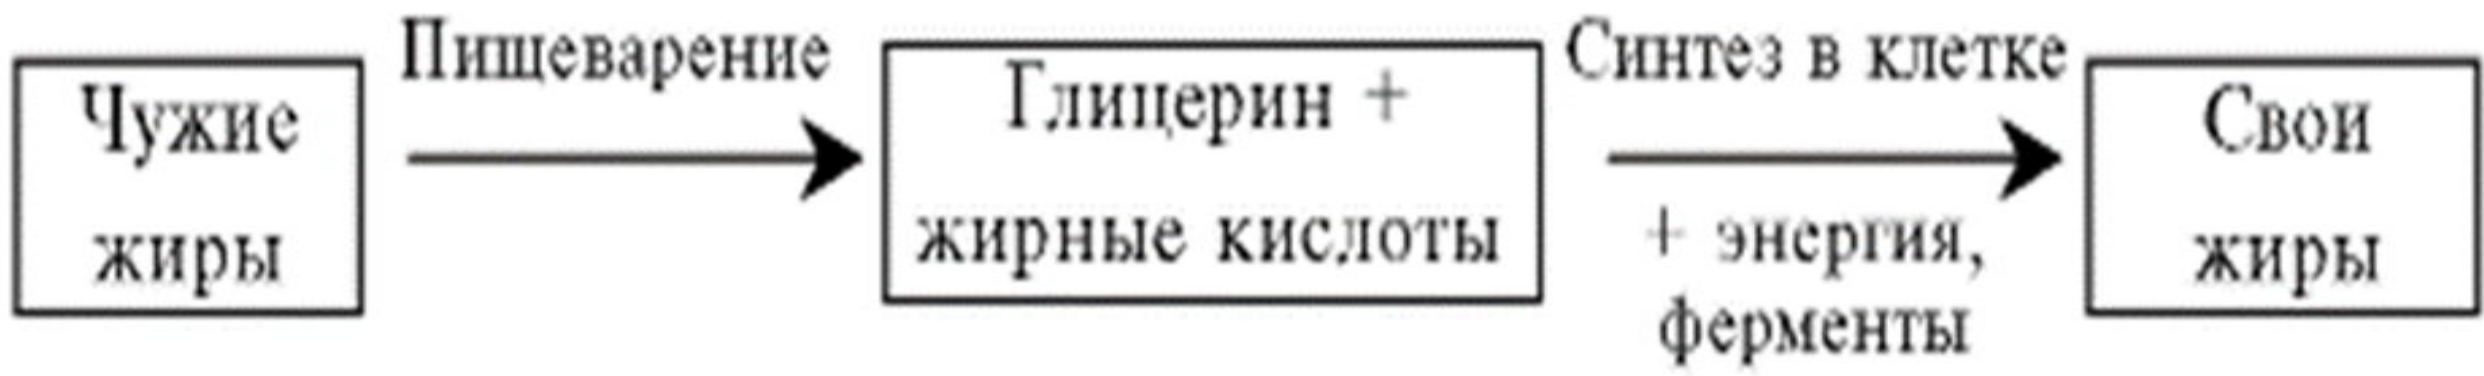 Чужие
жиры
Пищеварение
Глицерин +
жирные кислоты
Синтез в клетке
+ энергия,
ферменты
Свои
жиры